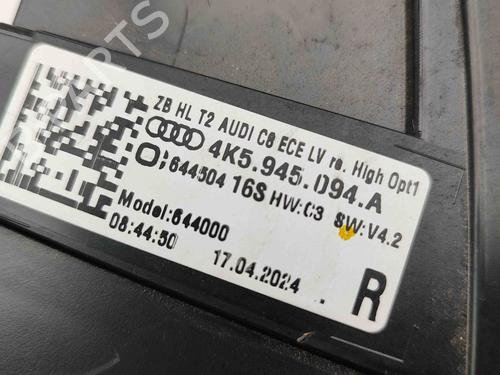 ZB HL T2 AUDI C8 ECE LV re. High Opt1
4K5.945.094.A
644504 16S HW:C3 SW:V4.2
Model:644000
08:44:50 17.04.2024
R
PARTS